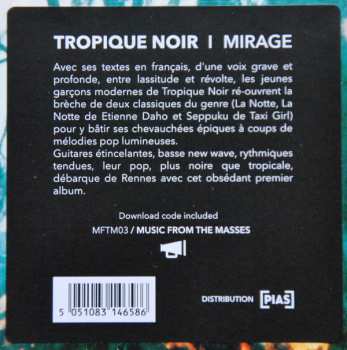 TROPIQUE NOIR I MIRAGE
Avec ses textes en français, d'une voix grave et
profonde, entre lassitude et révolte, les jeunes
garçons modernes de Tropique Noir ré-ouvrent la
brèche de deux classiques du genre (La Notte, La
Notte de Etienne Daho et Seppuku de Taxi Girl)
pour y bâtir ses chevauchées épiques à coups de
mélodies pop lumineuses.
Guitares étincelantes, basse new wave, rythmiques
tendues, leur pop, plus noire que tropicale,
débarque de Rennes avec cet obsédant premier
album.
Download code included
MFTM03 / MUSIC FROM THE MASSES
5 051083 146586
DISTRIBUTION [PIAS]